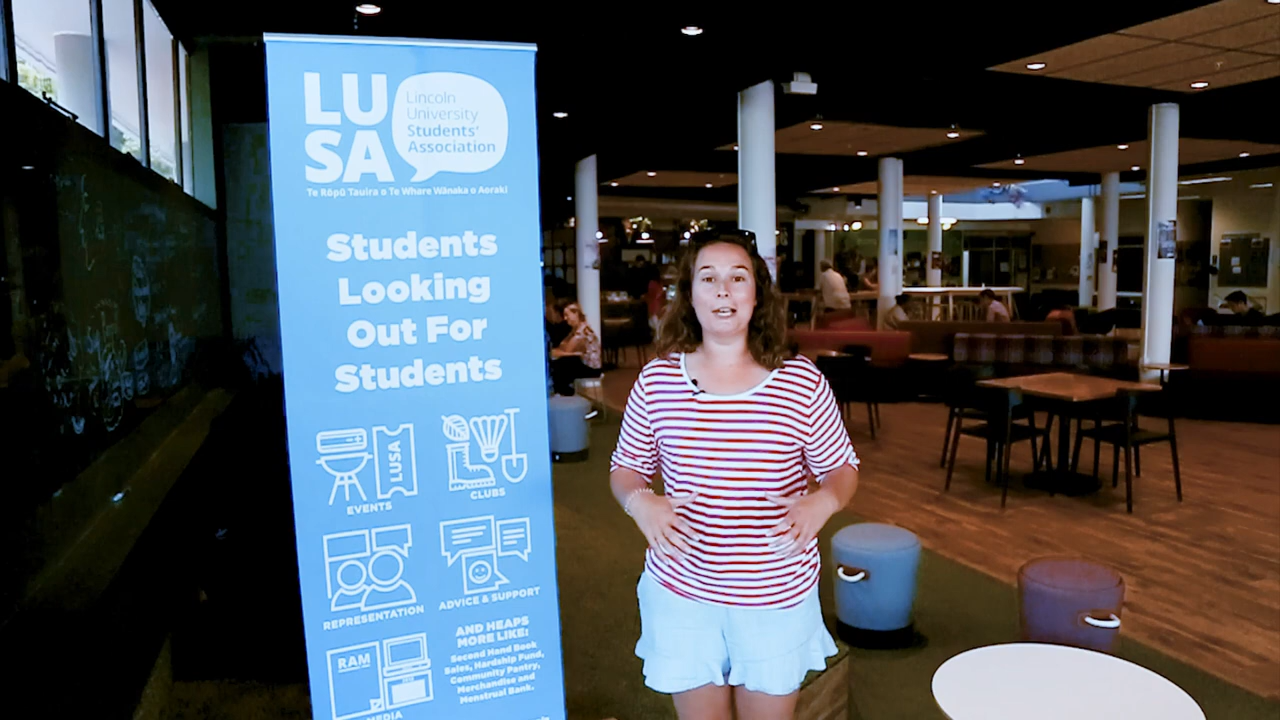 LU
SA
Lincoln
University
Students'
Association
Te Rōpū Tauira o Te Whare Wānaka o Aoraki
Students
Looking
Out For
Students
LUSA
EVENTS
CLUBS
REPRESENTATION
ADVICE & SUPPORT
RAM
MEDIA
AND HEAPS
MORE LIKE:
Second Hand Book
Sales, Hardship Fund,
Community Pantry,
Merchandise and
Menstrual Bank.